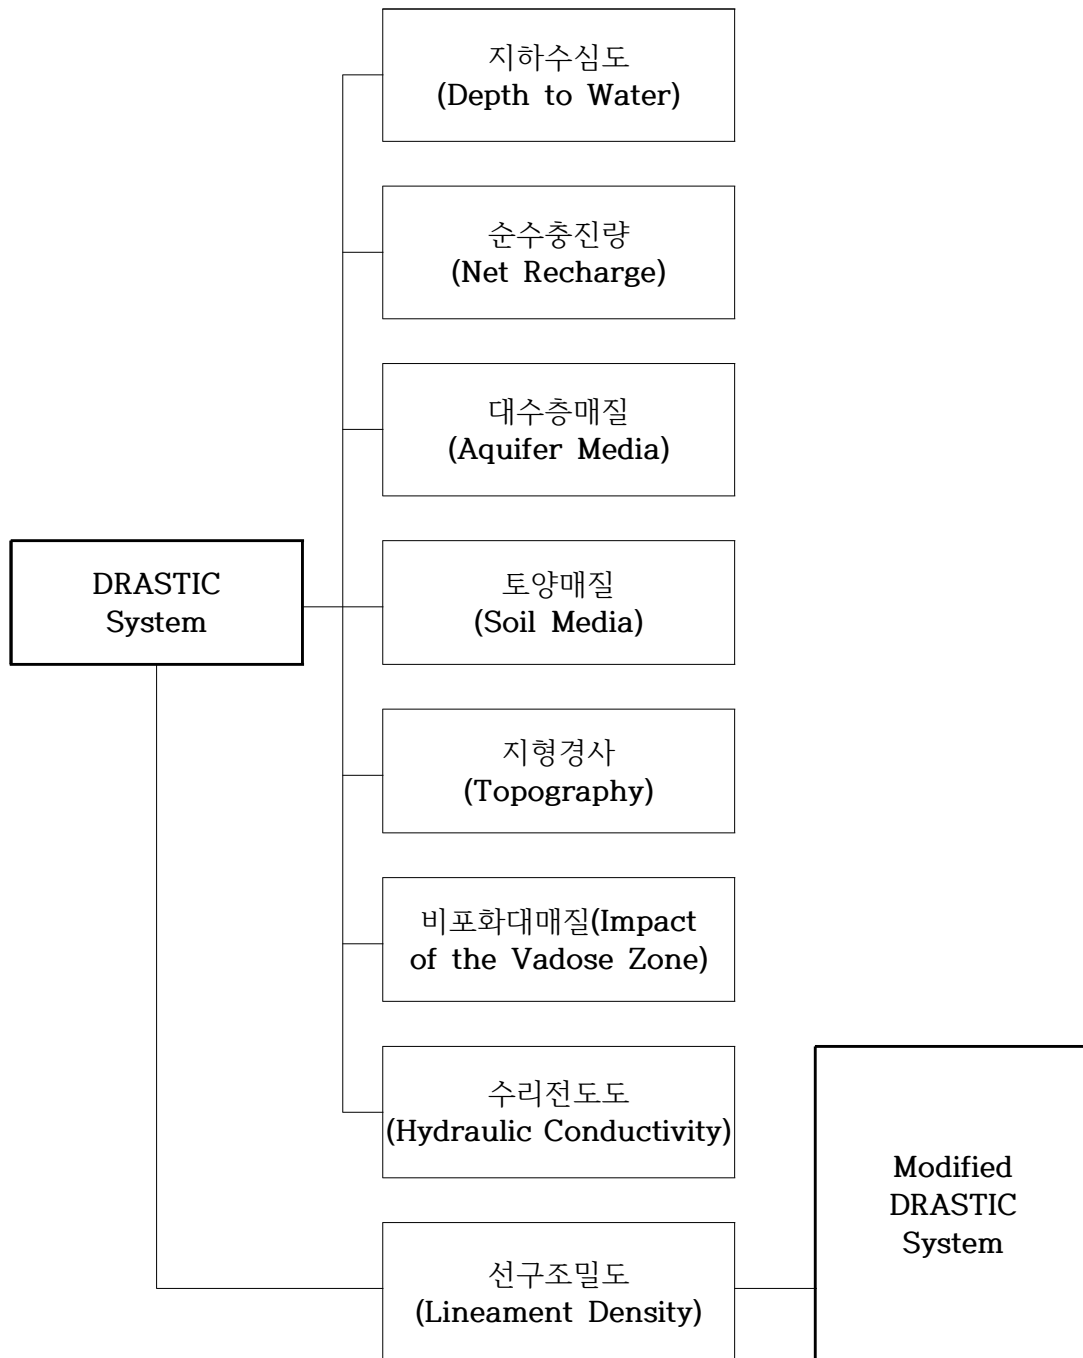 지하수심도
(Depth to Water)
순수충진량
(Net Recharge)
대수층매질
(Aquifer Media)
DRASTIC
System
토양매질
(Soil Media)
지형경사
(Topography)
비포화대매질(Impact
of the Vadose Zone)
수리전도도
(Hydraulic Conductivity)
선구조밀도
(Lineament Density)
Modified
DRASTIC
System